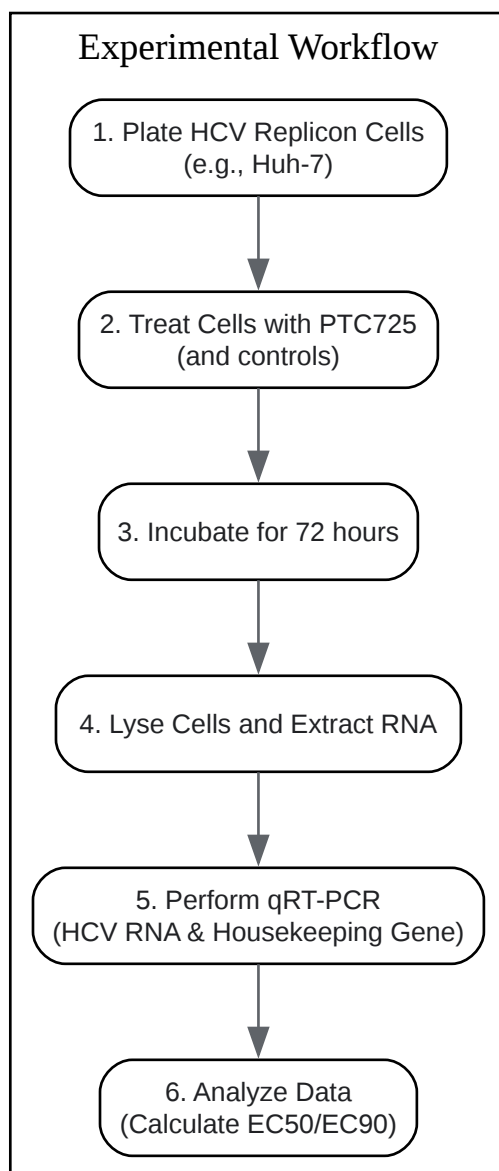 Experimental Workflow
1. Plate HCV Replicon Cells
(e.g., Huh-7)
2. Treat Cells with PTC725
(and controls)
3. Incubate for 72 hours
4. Lyse Cells and Extract RNA
5. Perform qRT-PCR
(HCV RNA & Housekeeping Gene)
6. Analyze Data
(Calculate EC50/EC90)